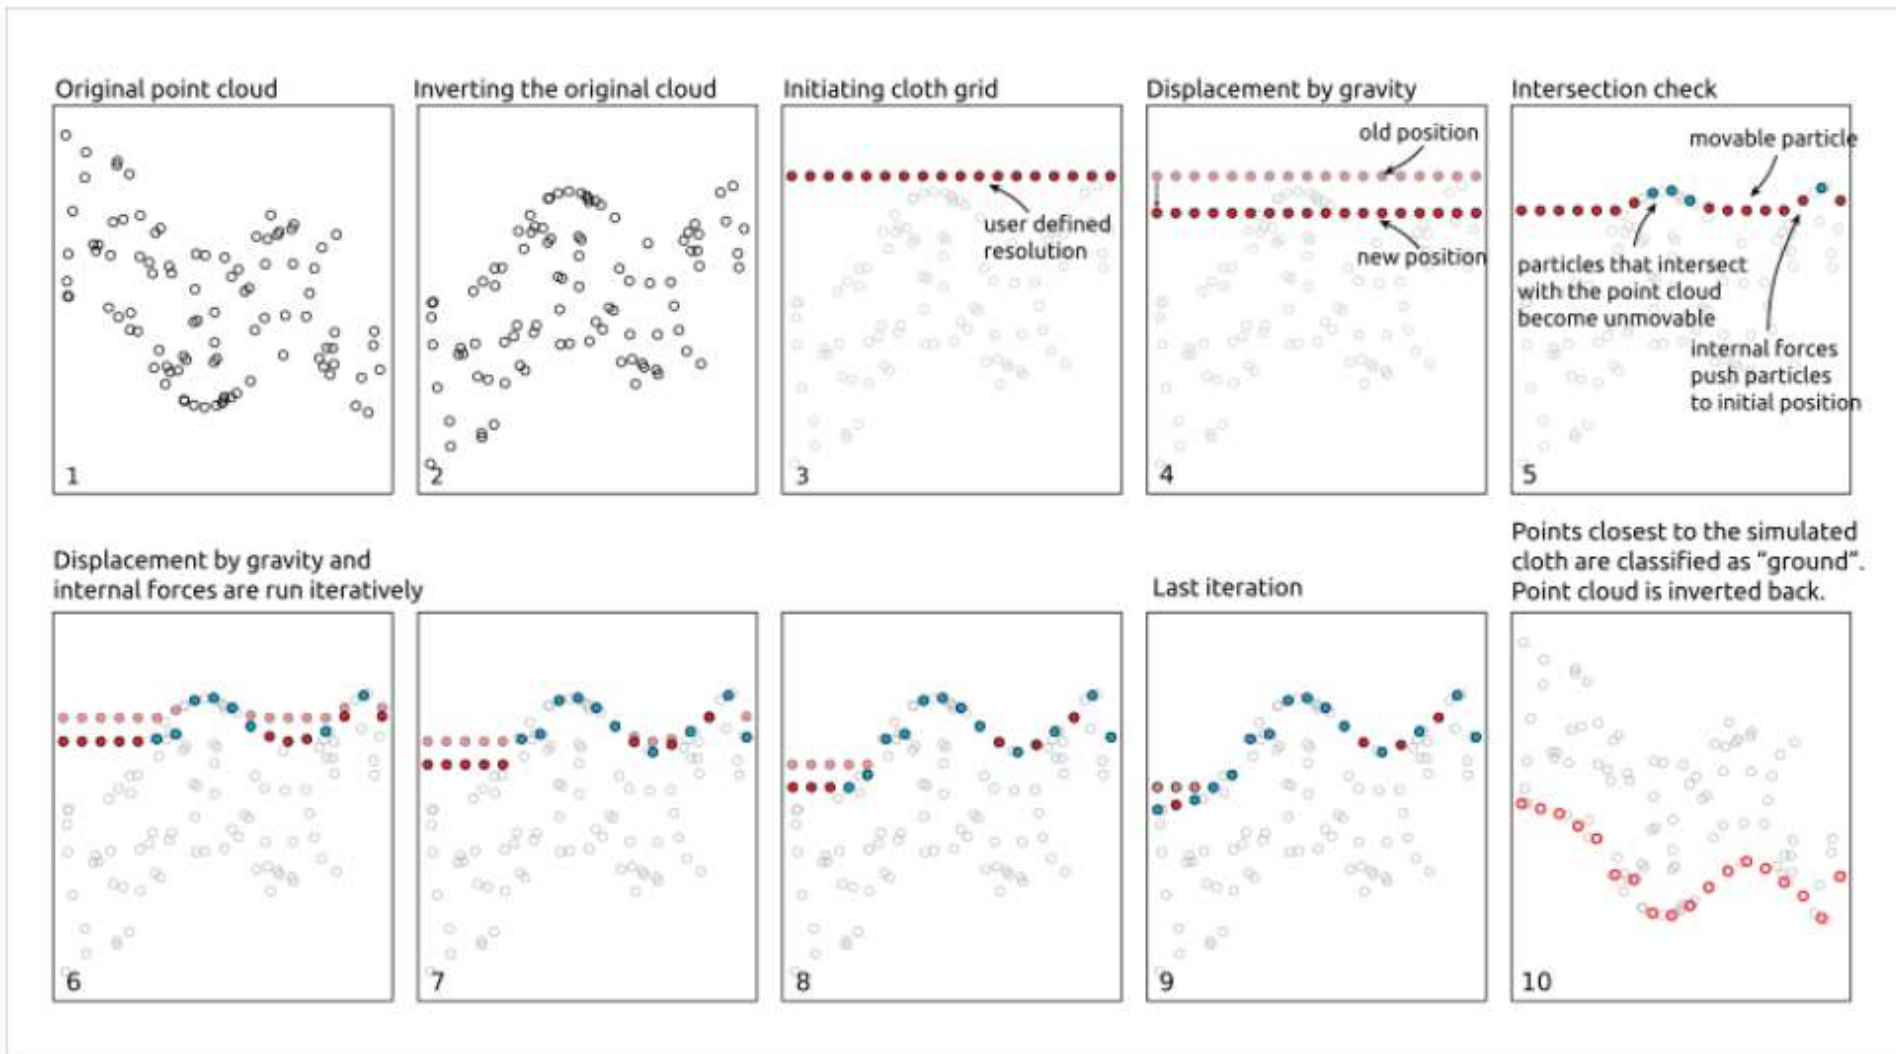 Original point cloud
1
Inverting the original cloud
2
Initiating cloth grid
user defined
resolution
3
Displacement by gravity
old position
new position
4
Intersection check
movable particle
particles that intersect
with the point cloud
become unmovable
internal forces
push particles
to initial position
5
Displacement by gravity and
internal forces are run iteratively
6
7
8
Last iteration
9
Points closest to the simulated
cloth are classified as “ground”.
Point cloud is inverted back.
10